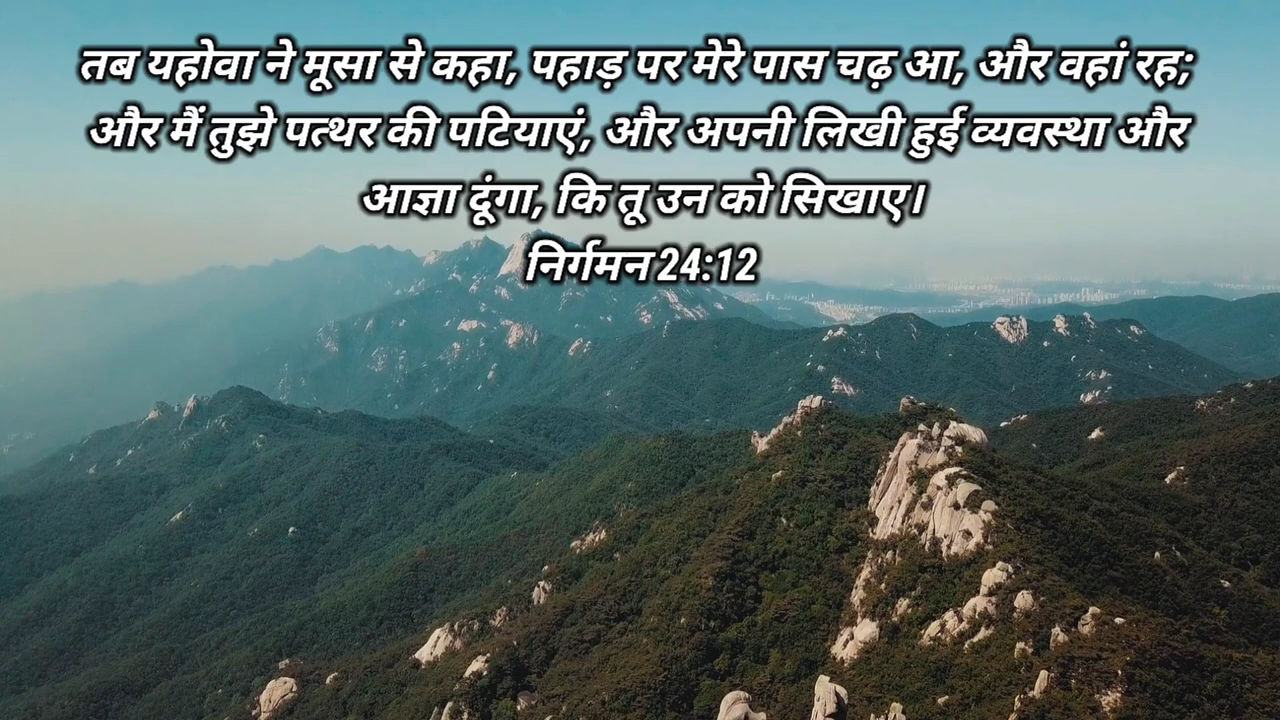 तब यहोवा ने मूसा से कहा, पहाड़ पर मेरे पास चढ़ आ, और वहां रह;
और मैं तुझे पत्थर की पटियाएं, और अपनी लिखी हुई व्यवस्था और
आज्ञा दूंगा, कि तू उन को सिखाए।
निर्गमन 24:12